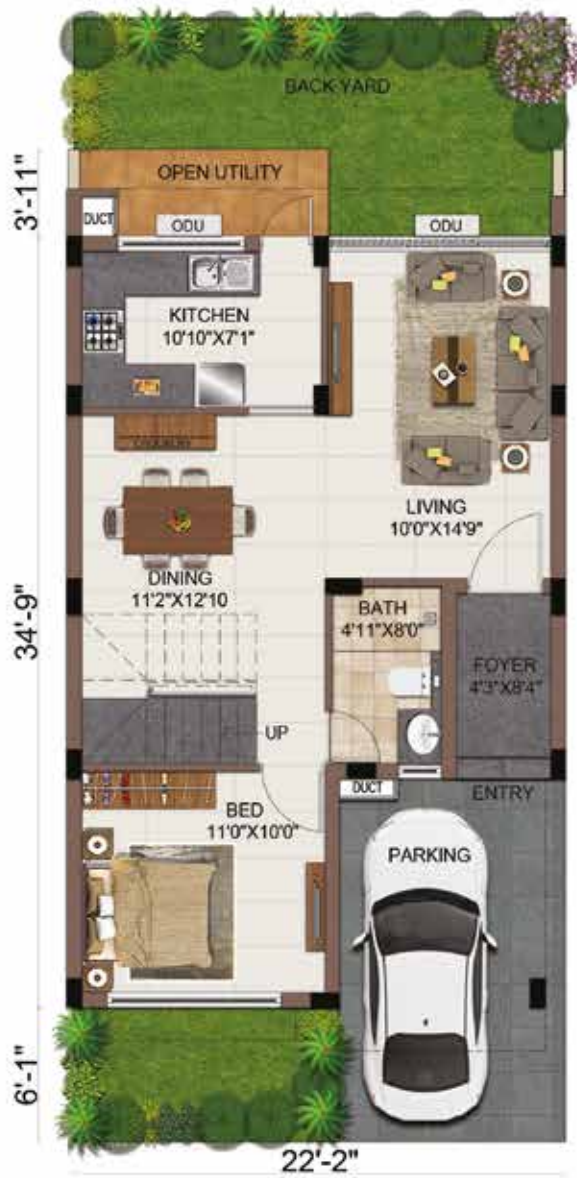 BACK YARD
3'-11"
OPEN UTILITY
DUCT
ODU
ODU
KITCHEN
10'10"X7'1"
LIVING
10'0"X14'9"
DINING
11'2"X12'10
34'-9"
BATH
4'11"X8'0"
FOYER
4'3"X8'4"
UP
BED
11'0"X10'0"
DUCT
ENTRY
PARKING
6'-1"
22'-2"